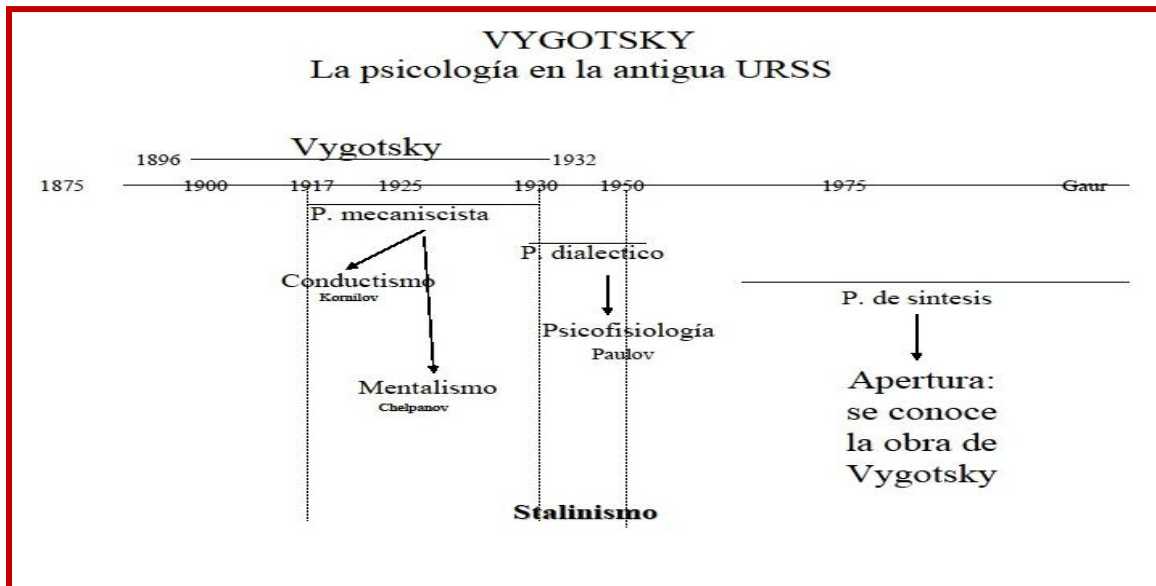 VYGOTSKY
La psicología en la antigua URSS
Vygotsky
1896
1932
1875
1900
1917
1925
1930
1950
1975
Gaur
P. mecaniscista
P. dialectico
Conductismo
Kornilov
P. de sintesis
Psicofisiología
Paulov
Mentalismo
Chelpanov
Apertura:
se conoce
la obra de
Vygotsky
Stalinismo